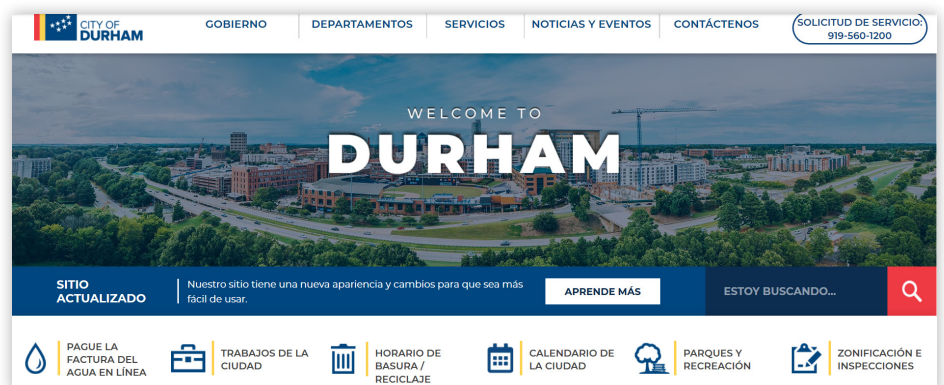 CITY OF
DURHAM
GOBIERNO
DEPARTAMENTOS
SERVICIOS
NOTICIAS Y EVENTOS
CONTÁCTENOS
SOLICITUD DE SERVICIO:
919-560-1200
WELCOME TO
DURHAM
SITIO
ACTUALIZADO
Nuestro sitio tiene una nueva apariencia y cambios para que sea más
fácil de usar.
APRENDE MÁS
ESTOY BUSCANDO...
PAGUE LA
FACTURA DEL
AGUA EN LÍNEA
TRABAJOS DE LA
CIUDAD
HORARIO DE
BASURA /
RECICLAJE
CALENDARIO DE
LA CIUDAD
PARQUES Y
RECREACIÓN
ZONIFICACIÓN E
INSPECCIONES